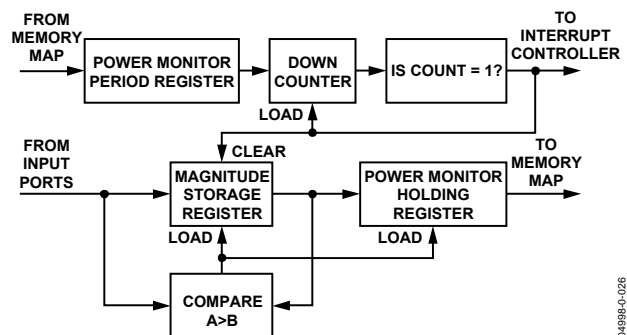 FROM
MEMORY
MAP
POWER MONITOR
PERIOD REGISTER
DOWN
COUNTER
IS COUNT = 1?
TO
INTERRUPT
CONTROLLER
LOAD
CLEAR
FROM
INPUT
PORTS
MAGNITUDE
STORAGE
REGISTER
POWER MONITOR
HOLDING
REGISTER
TO
MEMORY
MAP
LOAD
LOAD
COMPARE
A>B
04998-0-026